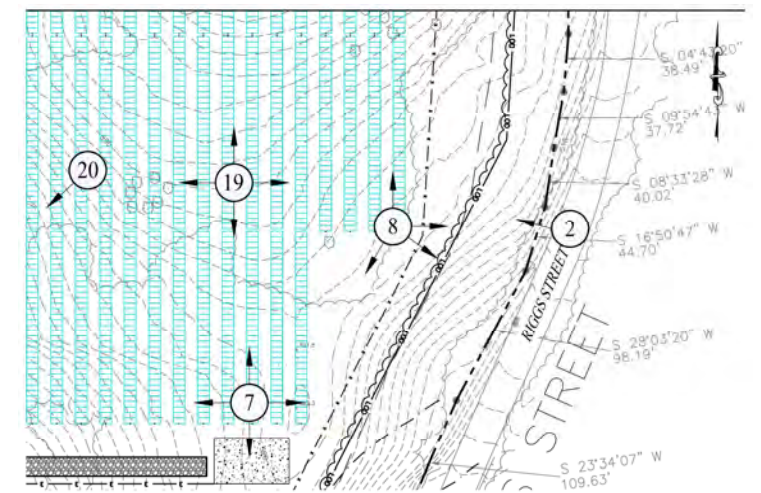 S 04°43'20"
38.49'
S 09°54'45" W
37.72'
20
19
S 08°33'28" W
40.02'
8
2
S 16°50'47" W
44.70'
RIGGS STREET
S 28°03'20" W
98.19'
STREET
7
S 23°34'07" W
109.63'